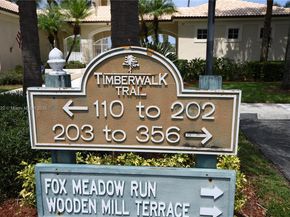 TIMBERWALK
TRAIL
← 110 to 202
203 to 356 →
FOX MEADOW RUN →
WOODEN MILL TERRACE →